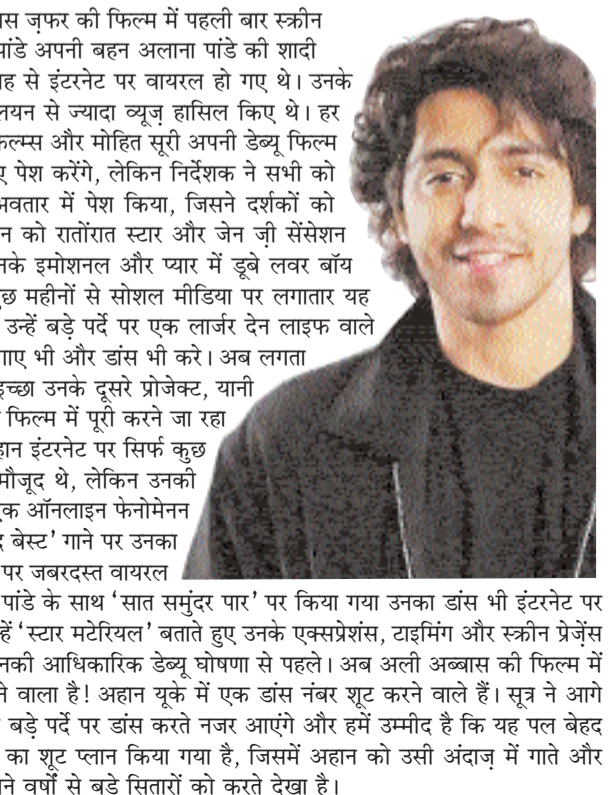 स ज़फर की फिल्म में पहली बार स्क्रीन
पांडे अपनी बहन अलाना पांडे की शादी
ह से इंटरनेट पर वायरल हो गए थे। उनके
लयन से ज्यादा व्यूज़ हासिल किए थे। हर
फल्म्स और मोहित सूरी अपनी डेब्यू फिल्म
पेश करेंगे, लेकिन निर्देशक ने सभी को
अवतार में पेश किया, जिसने दर्शकों को
न को रातोंरात स्टार और जेन ज़ी सेंसेशन
नके इमोशनल और प्यार में डूबे लवर बॉय
छ महीनों से सोशल मीडिया पर लगातार यह
उन्हें बड़े पर्दे पर एक लार्जर देन लाइफ वाले
गाए भी और डांस भी करे। अब लगता
इच्छा उनके दूसरे प्रोजेक्ट, यानी
फिल्म में पूरी करने जा रहा
हान इंटरनेट पर सिर्फ कुछ
मौजूद थे, लेकिन उनकी
एक ऑनलाइन फेनोमेनन
द बेस्ट' गाने पर उनका
पर जबरदस्त वायरल
पांडे के साथ 'सात समुंदर पार' पर किया गया उनका डांस भी इंटरनेट पर
न्हें 'स्टार मटेरियल' बताते हुए उनके एक्सप्रेशंस, टाइमिंग और स्क्रीन प्रेज़ेंस
नकी आधिकारिक डेब्यू घोषणा से पहले। अब अली अब्बास की फिल्म में
ने वाला है! अहान यूके में एक डांस नंबर शूट करने वाले हैं। सूत्र ने आगे
बड़े पर्दे पर डांस करते नजर आएंगे और हमें उम्मीद है कि यह पल बेहद
का शूट प्लान किया गया है, जिसमें अहान को उसी अंदाज़ में गाते और
ने वर्षों से बड़े सितारों को करते देखा है।